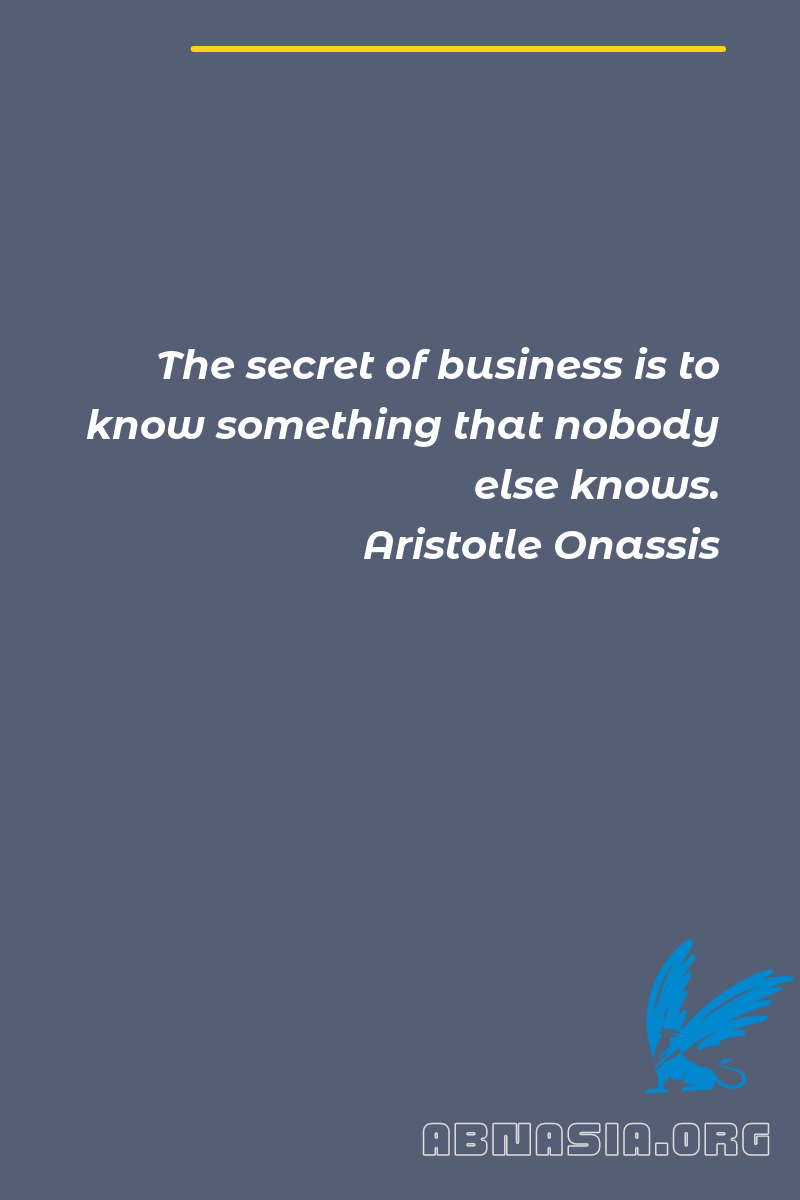 The secret of business is to
know something that nobody
else knows.
Aristotle Onassis
ABNASIA.ORG